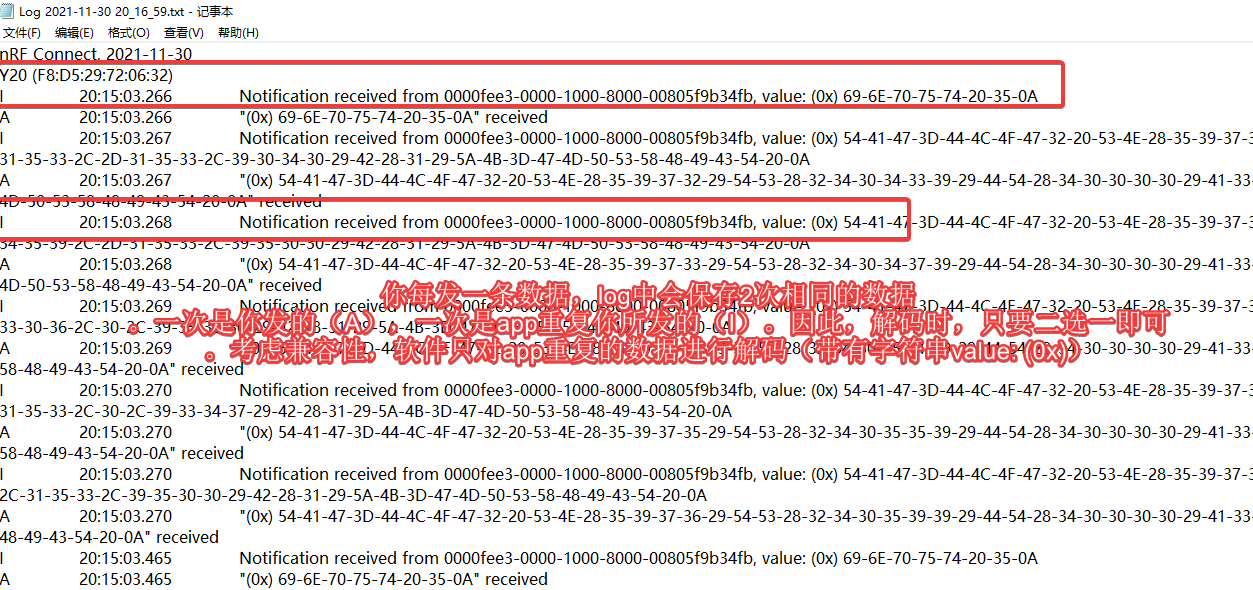 Log 2021-11-30 20_16_59.txt - 记事本
文件(F) 编辑(E) 格式(O) 查看(V) 帮助(H)
nRF Connect, 2021-11-30
Y20 (F8:D5:29:72:06:32)
I 20:15:03.266 Notification received from 0000fee3-0000-1000-8000-00805f9b34fb, value: (0x) 69-6E-70-75-74-20-35-0A
A 20:15:03.266 "(0x) 69-6E-70-75-74-20-35-0A" received
I 20:15:03.267 Notification received from 0000fee3-0000-1000-8000-00805f9b34fb, value: (0x) 54-41-47-3D-44-4C-4F-47-32-20-53-4E-28-35-39-37-3
31-35-33-2C-2D-31-35-33-2C-39-30-34-30-29-42-28-31-29-5A-4B-3D-47-4D-50-53-58-48-49-43-54-20-0A
A 20:15:03.267 "(0x) 54-41-47-3D-44-4C-4F-47-32-20-53-4E-28-35-39-37-32-29-54-53-28-32-34-30-34-33-39-29-44-54-28-34-30-30-30-30-29-41-33-
4D-50-53-58-48-49-43-54-20-0A" received
I 20:15:03.268 Notification received from 0000fee3-0000-1000-8000-00805f9b34fb, value: (0x) 54-41-47-3D-44-4C-4F-47-32-20-53-4E-28-35-39-37-3
34-35-39-2C-2D-31-35-33-2C-39-35-30-30-29-42-28-31-29-5A-4B-3D-47-4D-50-53-58-48-49-43-54-20-0A
A 20:15:03.268 "(0x) 54-41-47-3D-44-4C-4F-47-32-20-53-4E-28-35-39-37-33-29-54-53-28-32-34-30-34-37-39-29-44-54-28-34-30-30-30-30-29-41-33-
4D-50-53-58-48-49-43-54-20-0A" received
你每发一条数据，log中会保存2次相同的数据
I 20:15:03.269 Notification received from 0000fee3-0000-1000-8000-00805f9b34fb, value: (0x) 54-41-47-3D-44-4C-4F-47-32-20-53-4E-28-35-39-37-3
。一次是你发的（A），一次是app重复你所发的（I）。因此，解码时，只要二进一即可
33-30-36-2C-30-2C
A 20:15:03.269
。考虑兼容性，软件只对app重复的数据进行解码（带有字符串value: (0x)）
58-48-49-43-54-20-0A" received
I 20:15:03.270 Notification received from 0000fee3-0000-1000-8000-00805f9b34fb, value: (0x) 54-41-47-3D-44-4C-4F-47-32-20-53-4E-28-35-39-37-3
31-35-33-2C-30-2C-39-33-34-37-29-42-28-31-29-5A-4B-3D-47-4D-50-53-58-48-49-43-54-20-0A
A 20:15:03.270 "(0x) 54-41-47-3D-44-4C-4F-47-32-20-53-4E-28-35-39-37-35-29-54-53-28-32-34-30-35-35-39-29-44-54-28-34-30-30-30-30-29-41-33-
58-48-49-43-54-20-0A" received
I 20:15:03.270 Notification received from 0000fee3-0000-1000-8000-00805f9b34fb, value: (0x) 54-41-47-3D-44-4C-4F-47-32-20-53-4E-28-35-39-37-3
2C-31-35-33-2C-39-35-30-30-29-42-28-31-29-5A-4B-3D-47-4D-50-53-58-48-49-43-54-20-0A
A 20:15:03.270 "(0x) 54-41-47-3D-44-4C-4F-47-32-20-53-4E-28-35-39-37-36-29-54-53-28-32-34-30-35-39-39-29-44-54-28-34-30-30-30-30-29-41-33-
48-49-43-54-20-0A" received
I 20:15:03.465 Notification received from 0000fee3-0000-1000-8000-00805f9b34fb, value: (0x) 69-6E-70-75-74-20-35-0A
A 20:15:03.465 "(0x) 69-6E-70-75-74-20-35-0A" received